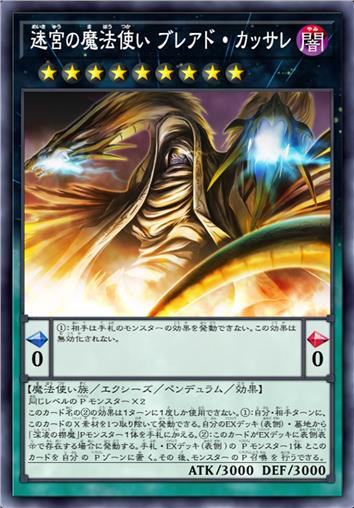 迷宮の魔法使い ブレアド・カッサレ
闇
①：相手は手札のモンスターの効果を発動できない。この効果は
無効化されない。
0
0
【魔法使い族／エクシーズ／ペンデュラム／効果】
同じレベルのPモンスター×2
このカード名の②の効果は1ターンに1度しか使用できない。①：自分・相手ターンに、
このカードのX素材を1つ取り除いて発動できる。自分のEXデッキ（表側）・墓地から
Pモンスター1体を手札に加える。②：このカードがEXデッキに表側表
示で存在する場合に発動する。手札・EXデッキ（表側）のPモンスター1体とこの
カードを自分のPゾーンに置く。その後、モンスターのP召喚を行うできる。
ATK/3000 DEF/3000